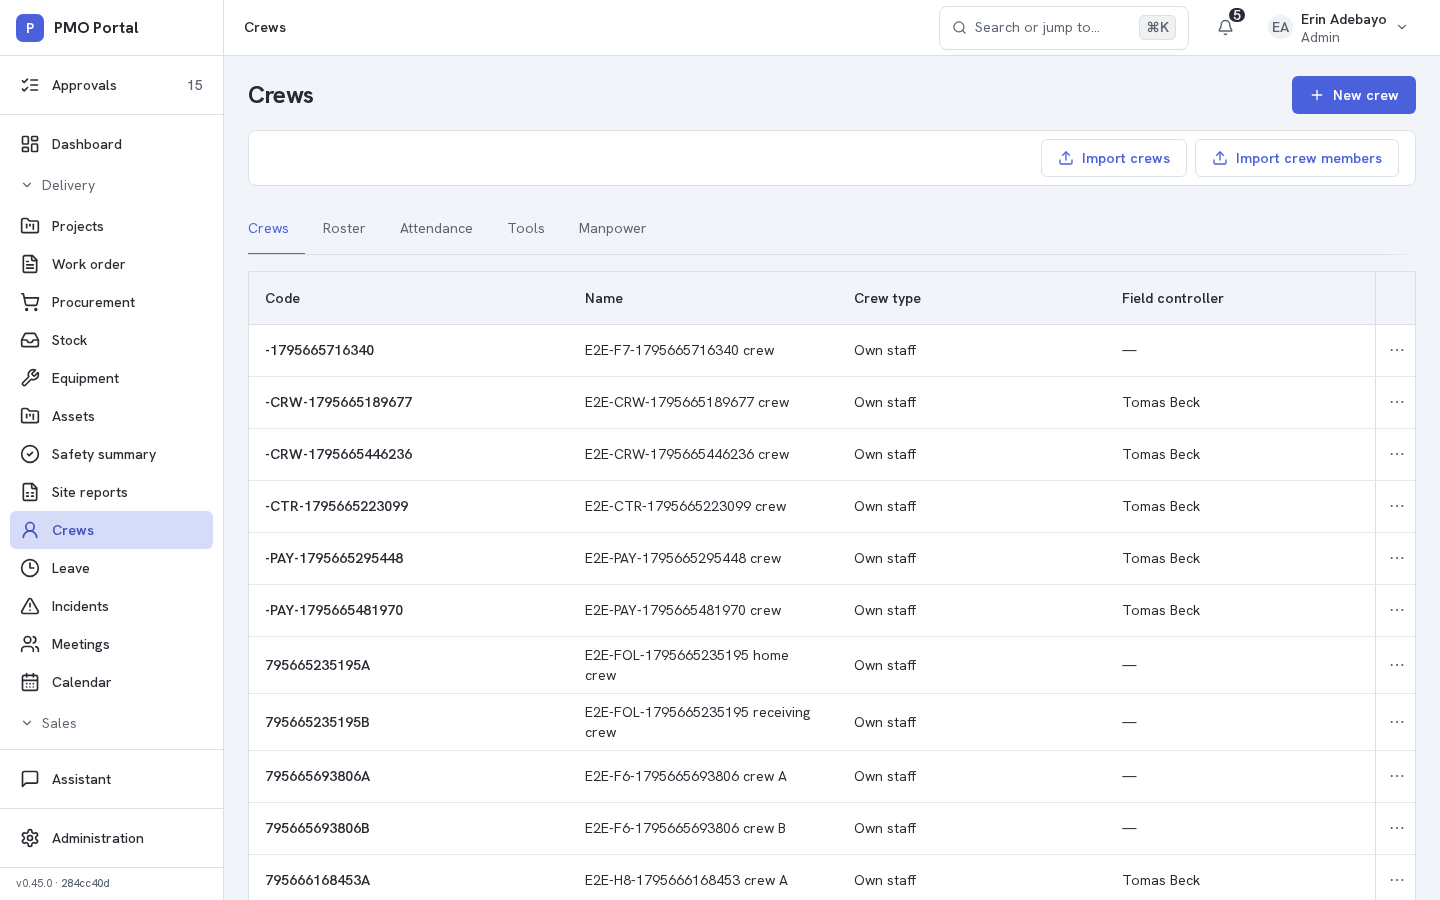 P PMO Portal
Crews
Search or jump to...
⌘K
5
EA
Erin Adebayo
Admin
Approvals 15
Dashboard
Delivery
Projects
Work order
Procurement
Stock
Equipment
Assets
Safety summary
Site reports
Crews
Leave
Incidents
Meetings
Calendar
Sales
Assistant
Administration
v0.45.0 · 284cc40d
Crews
New crew
Import crews
Import crew members
Crews Roster Attendance Tools Manpower
Code Name Crew type Field controller
-1795665716340 E2E-F7-1795665716340 crew Own staff —
-CRW-1795665189677 E2E-CRW-1795665189677 crew Own staff Tomas Beck
-CRW-1795665446236 E2E-CRW-1795665446236 crew Own staff Tomas Beck
-CTR-1795665223099 E2E-CTR-1795665223099 crew Own staff Tomas Beck
-PAY-1795665295448 E2E-PAY-1795665295448 crew Own staff Tomas Beck
-PAY-1795665481970 E2E-PAY-1795665481970 crew Own staff Tomas Beck
795665235195A E2E-FOL-1795665235195 home crew Own staff —
795665235195B E2E-FOL-1795665235195 receiving crew Own staff —
795665693806A E2E-F6-1795665693806 crew A Own staff —
795665693806B E2E-F6-1795665693806 crew B Own staff —
795666168453A E2E-H8-1795666168453 crew A Own staff Tomas Beck